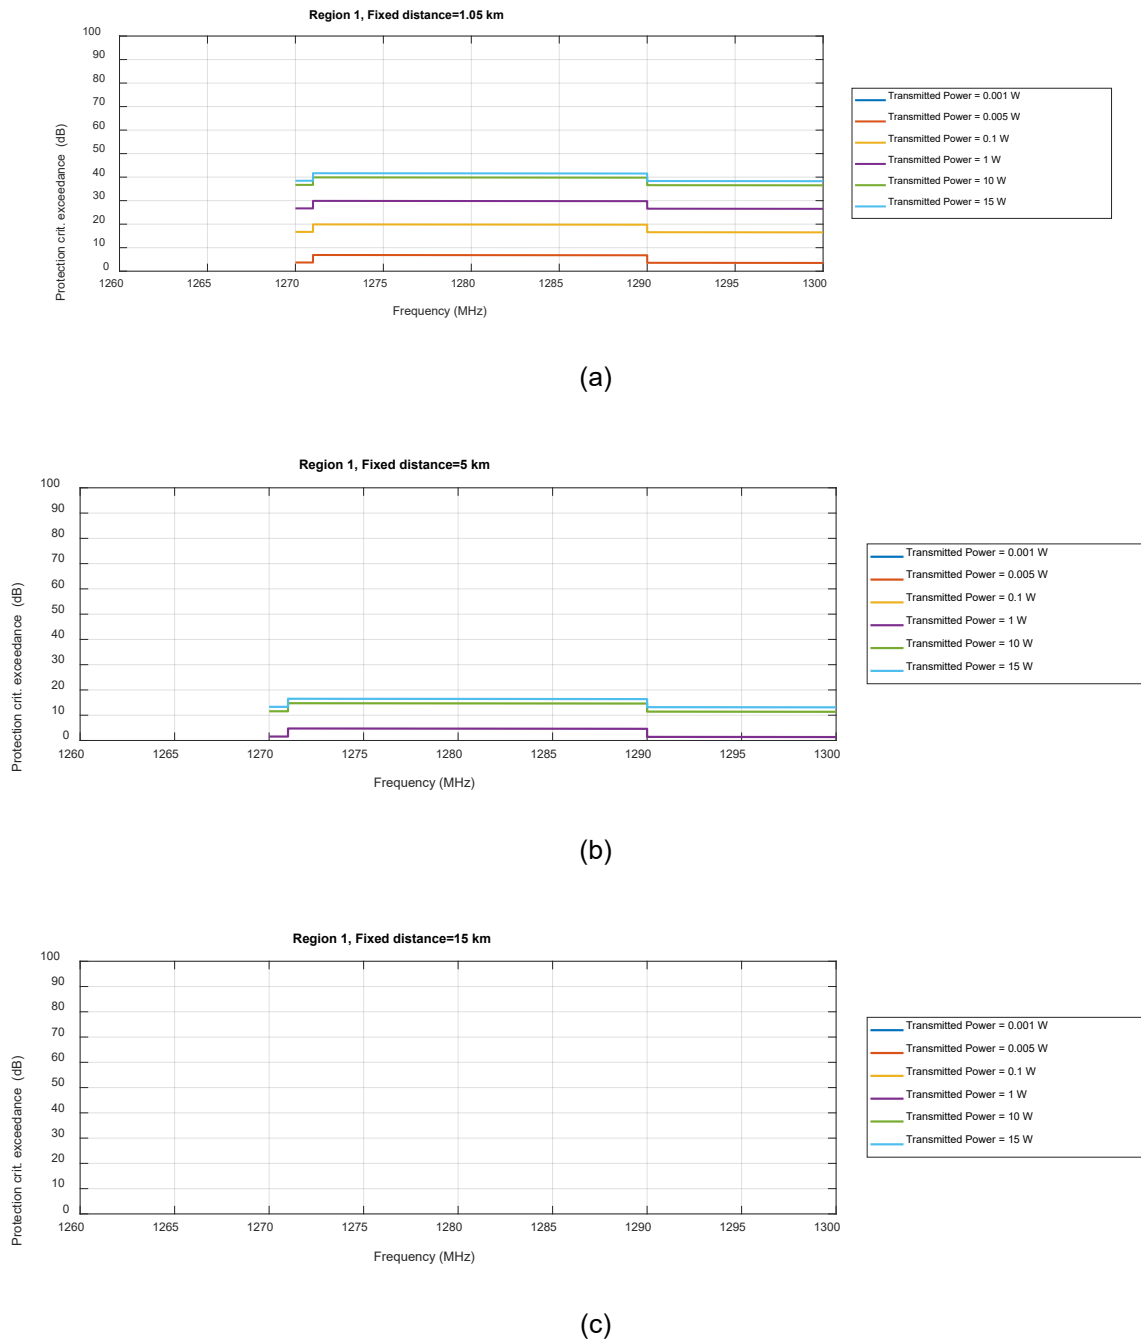 Region 1, Fixed distance=1.05 km
100
90
80
70
60
50
40
30
20
10
0
Protection crit. exceedance (dB)
1260 1265 1270 1275 1280 1285 1290 1295 1300
Frequency (MHz)
Transmitted Power = 0.001 W
Transmitted Power = 0.005 W
Transmitted Power = 0.1 W
Transmitted Power = 1 W
Transmitted Power = 10 W
Transmitted Power = 15 W
(a)
Region 1, Fixed distance=5 km
100
90
80
70
60
50
40
30
20
10
0
Protection crit. exceedance (dB)
1260 1265 1270 1275 1280 1285 1290 1295 1300
Frequency (MHz)
Transmitted Power = 0.001 W
Transmitted Power = 0.005 W
Transmitted Power = 0.1 W
Transmitted Power = 1 W
Transmitted Power = 10 W
Transmitted Power = 15 W
(b)
Region 1, Fixed distance=15 km
100
90
80
70
60
50
40
30
20
10
0
Protection crit. exceedance (dB)
1260 1265 1270 1275 1280 1285 1290 1295 1300
Frequency (MHz)
Transmitted Power = 0.001 W
Transmitted Power = 0.005 W
Transmitted Power = 0.1 W
Transmitted Power = 1 W
Transmitted Power = 10 W
Transmitted Power = 15 W
(c)